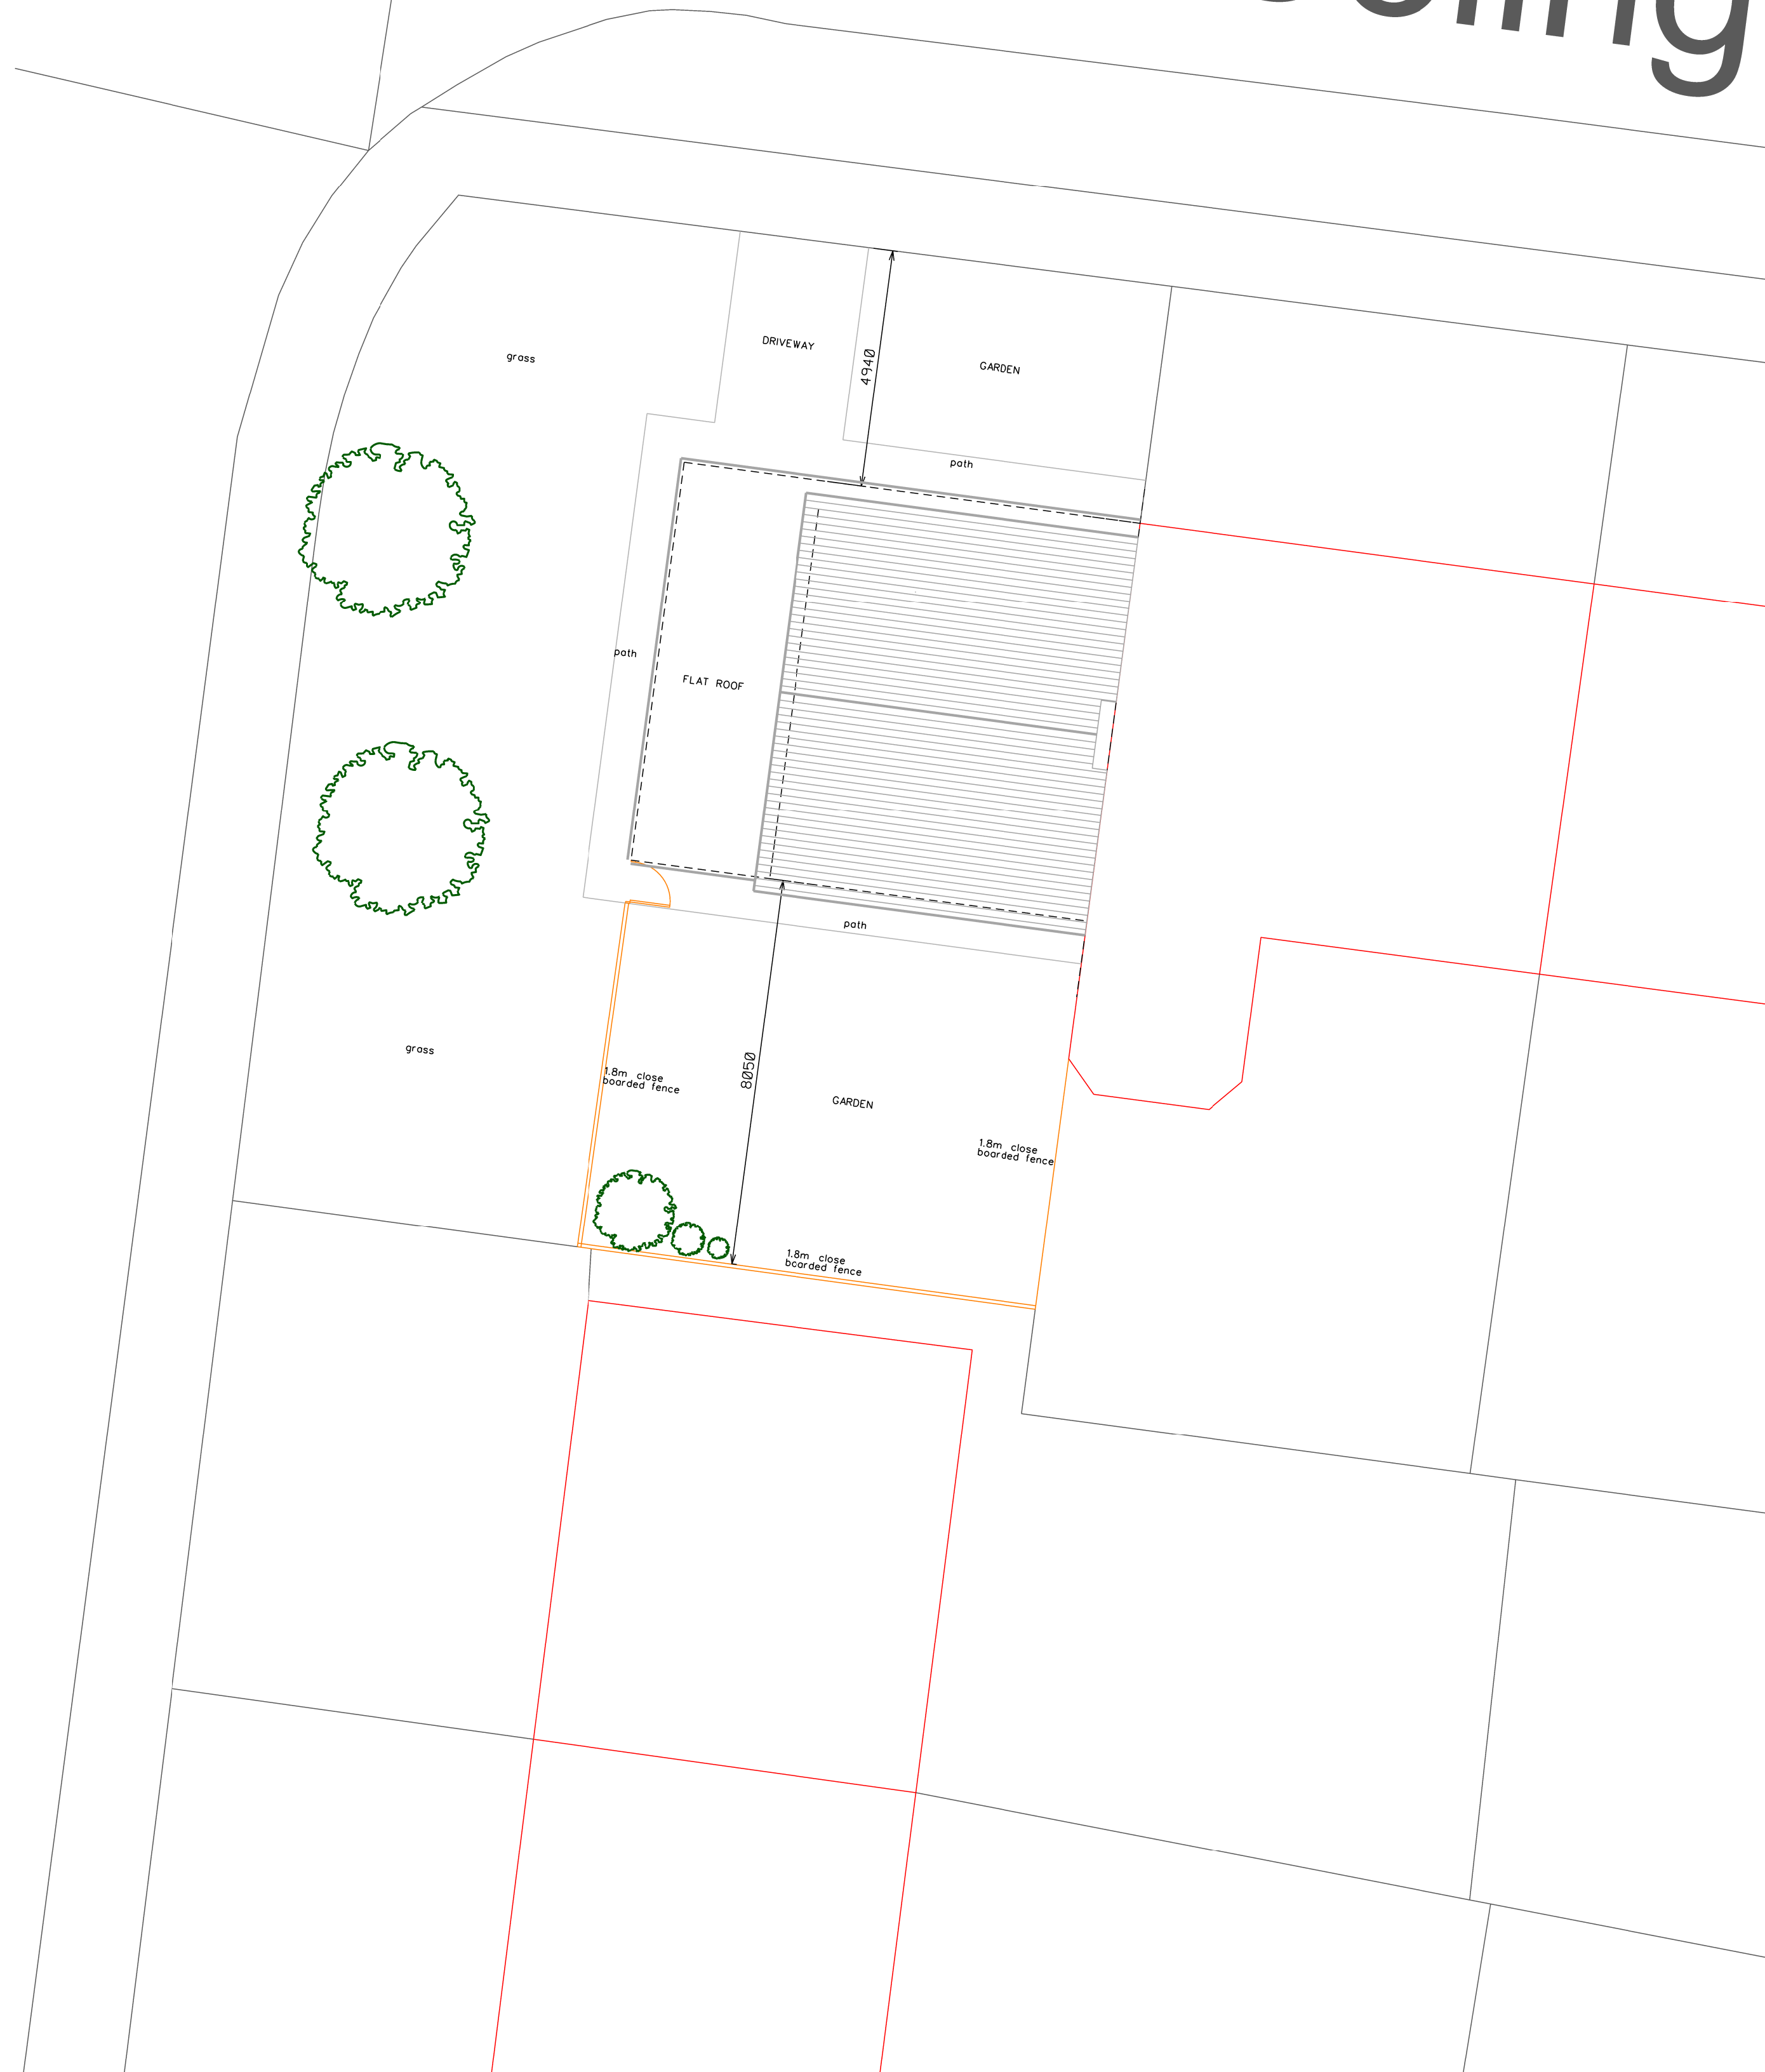 grass
DRIVEWAY
4940
GARDEN
path
path
FLAT ROOF
path
grass
1.8m close
boarded fence
8050
GARDEN
1.8m close
boarded fence
1.8m close
boarded fence